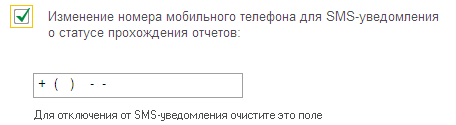 Изменение номера мобильного телефона для SMS-уведомления
о статусе прохождения отчетов:
+ ( ) - -
Для отключения от SMS-уведомления очистите это поле